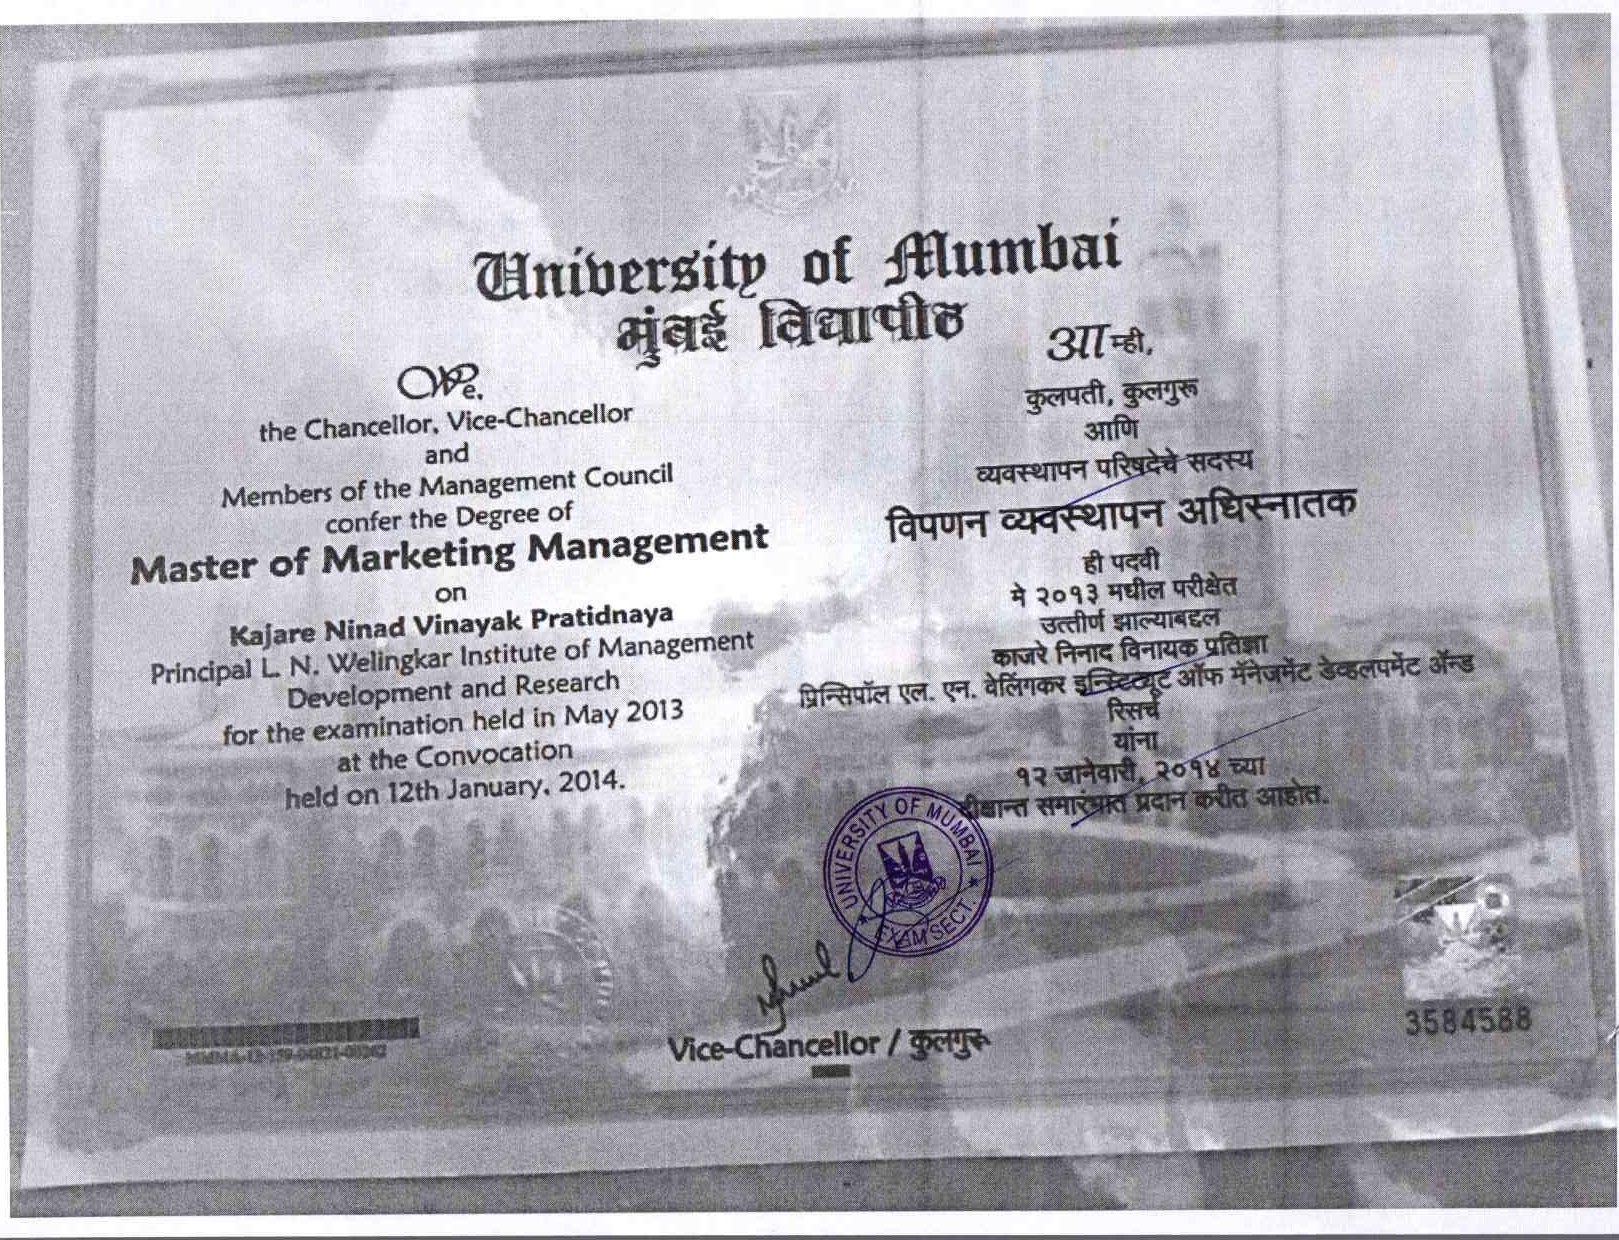 University of Mumbai
मुंबई विद्यापीठ
We,
the Chancellor, Vice-Chancellor
and
Members of the Management Council
confer the Degree of
Master of Marketing Management
on
Kajare Ninad Vinayak Pratidnaya
Principal L. N. Welingkar Institute of Management
Development and Research
for the examination held in May 2013
at the Convocation
held on 12th January, 2014.
आम्ही,
कुलपती, कुलगुरू
आणि
व्यवस्थापन परिषदेचे सदस्य
विपणन व्यवस्थापन अधिस्नातक
ही पदवी
मे २०१३ मधील परीक्षेत
उत्तीर्ण झाल्याबद्दल
काजरे निनाद विनायक प्रतिज्ञा
प्रिन्सिपॉल एल. एन. वेलिंगकर इन्स्टिट्यूट ऑफ मॅनेजमेंट डेव्हलपमेंट ॲन्ड
रिसर्च
यांना
१२ जानेवारी, २०१४ च्या
दीक्षान्त समारंभात प्रदान करीत आहोत.
UNIVERSITY OF MUMBAI
EXAM SECT.
Vice-Chancellor / कुलगुरू
3584588